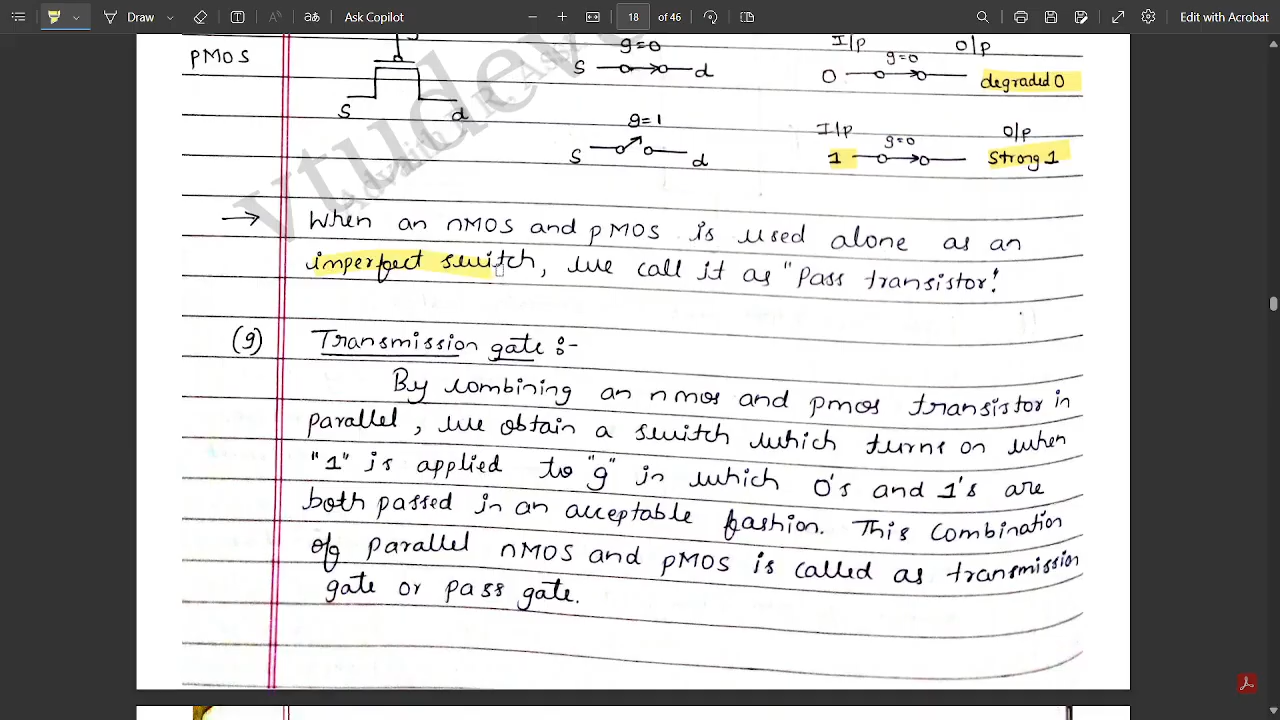 Draw
Ask Copilot
18 of 46
Edit with Acrobat
PMOS
g=0
S d
I/p O/p
g=0
0 degraded 0
S d
g=1
S d
I/p O/p
g=0
1 Strong 1
vtudeve
→ When an nMOS and pMOS is used alone as an
imperfect switch, we call it as "Pass transistor".
(9) Transmission gate :-
By combining an nmos and pmos transistor in
parallel, we obtain a switch which turns on when
"1" is applied to "g" in which 0's and 1's are
both passed in an acceptable fashion. This combination
of parallel nMOS and pMOS is called as transmission
gate or pass gate.